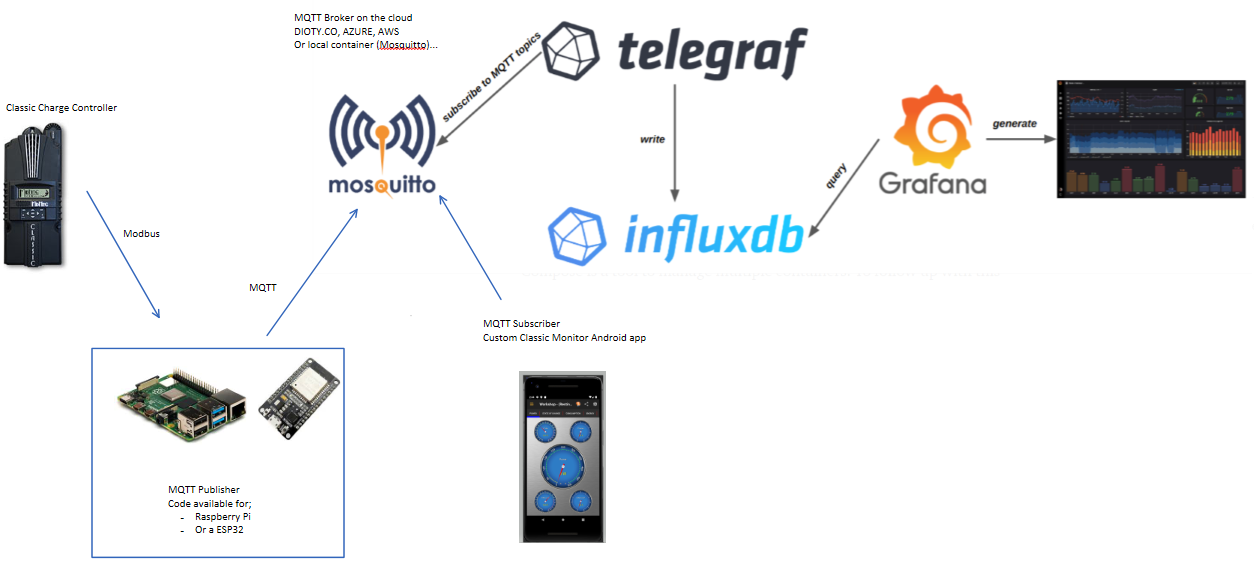 MQTT Broker on the cloud
DIOTY.CO, AZURE, AWS
Or local container (Mosquitto)...
subscribe to MQTT topics
telegraf
Classic Charge Controller
mosquitto
write
query
Grafana
generate
influxdb
CLASSIC
Modbus
MQTT
MQTT Subscriber
Custom Classic Monitor Android app
MQTT Publisher
Code available for;
- Raspberry Pi
- Or a ESP32